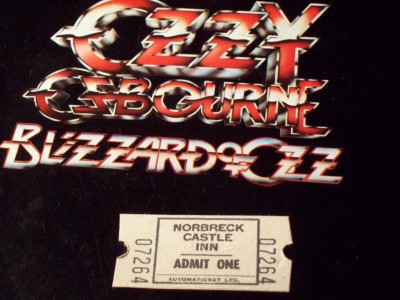 OZZY
OSBOURNE
BLIZZARD OF OZZ
07264
NORBRECK
CASTLE
INN
ADMIT ONE
AUTOMATICKET LTD.
07264